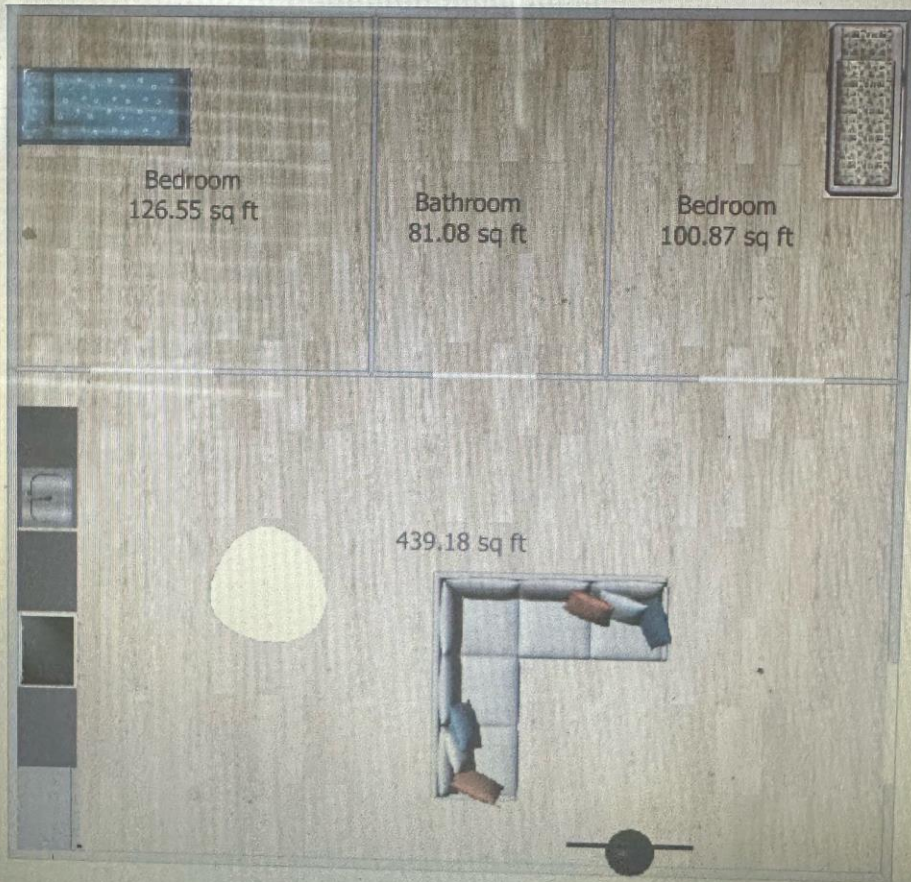 Bedroom
126.55 sq ft
Bathroom
81.08 sq ft
Bedroom
100.87 sq ft
439.18 sq ft